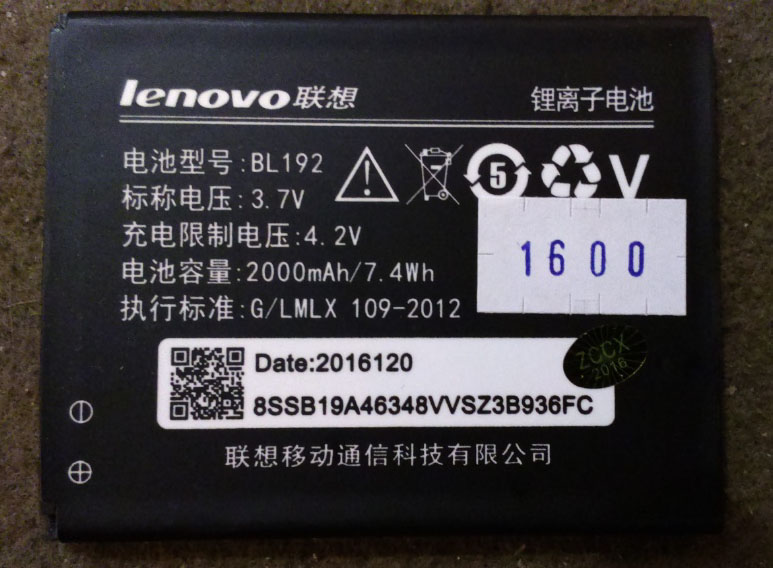 lenovo联想 锂离子电池
电池型号:BL192
标称电压:3.7V
充电限制电压:4.2V
电池容量:2000mAh/7.4Wh
执行标准:G/LMLX 109-2012
5
V
1600
Date:2016120
8SSB19A46348VVSZ3B936FC
ZCCX
2016
联想移动通信科技有限公司